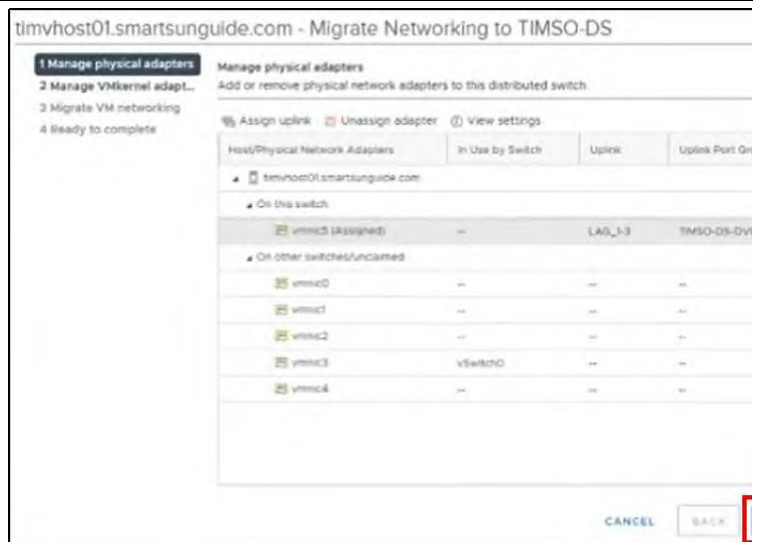 timvhost01.smartsunguide.com - Migrate Networking to TIMSO-DS
1 Manage physical adapters
2 Manage VMkernel adapt...
3 Migrate VM networking
4 Ready to complete
Manage physical adapters
Add or remove physical network adapters to this distributed switch.
Assign uplink Unassign adapter View settings
Host/Physical Network Adapters In Use by Switch Uplink Uplink Port Gr
timvhost01.smartsunguide.com
On this switch
vmnic5 (Assigned) -- LAG_1-3 TIMSO-DS-DV
On other switches/unclaimed
vmnic0 -- -- --
vmnic1 -- -- --
vmnic2 -- -- --
vmnic3 vSwitch0 -- --
vmnic4 -- -- --
CANCEL BACK